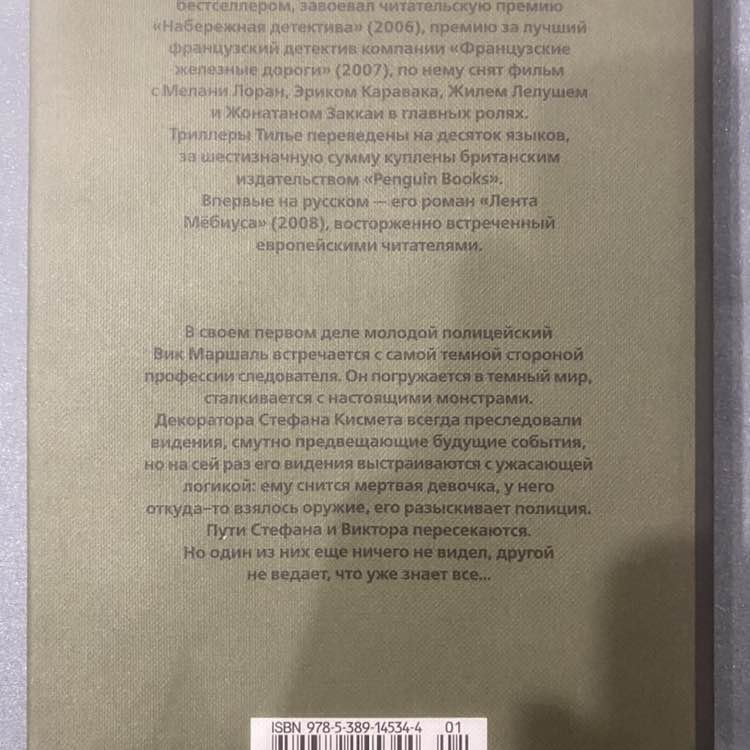 бестселлером, завоевал читательскую премию
«Набережная детектива» (2006), премию за лучший
французский детектив компании «Французские
железные дороги» (2007), по нему снят фильм
с Мелани Лоран, Эриком Каравака, Жилем Лелушем
и Жонатаном Заккаи в главных ролях.
Триллеры Тилье переведены на десяток языков,
за шестизначную сумму куплены британским
издательством «Penguin Books».
Впервые на русском — его роман «Лента
Мёбиуса» (2008), восторженно встреченный
европейскими читателями.
В своем первом деле молодой полицейский
Вик Маршаль встречается с самой темной стороной
профессии следователя. Он погружается в темный мир,
сталкивается с настоящими монстрами.
Декоратора Стефана Кисмета всегда преследовали
видения, смутно предвещающие будущие события,
но на сей раз его видения выстраиваются с ужасающей
логикой: ему снится мертвая девочка, у него
откуда-то взялось оружие, его разыскивает полиция.
Пути Стефана и Виктора пересекаются.
Но один из них еще ничего не видел, другой
не ведает, что уже знает все...
ISBN 978-5-389-14534-4 01